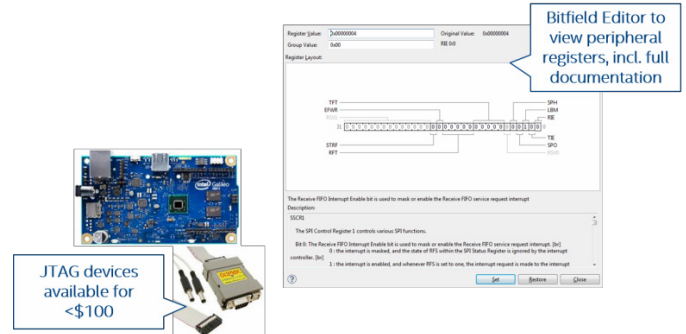 Bitfield Editor to
view peripheral
registers, incl. full
documentation
Register Value: 0x00000004 Original Value: 0x00000004
Group Value: 0x00 RIE 0x0
Register Layout:
TFT SPH
EFWR LBM
RIE
31 0
STRF TIE
RFT SPO
The Receive FIFO Interrupt Enable bit is used to mask or enable the Receive FIFO service request interrupt
Description:
SSCR1
The SPI Control Register 1 controls various SPI functions.
Bit 0: The Receive FIFO Interrupt Enable bit is used to mask or enable the Receive FIFO service request interrupt. [br]
0 : the interrupt is masked, and the state of RFS within the SPI Status Register is ignored by the interrupt
controller. [br]
1 : the interrupt is enabled, and whenever RFS is set to one, the interrupt request is made to the interrupt
Set Restore Close
intel Galileo
JTAG devices
available for
<$100